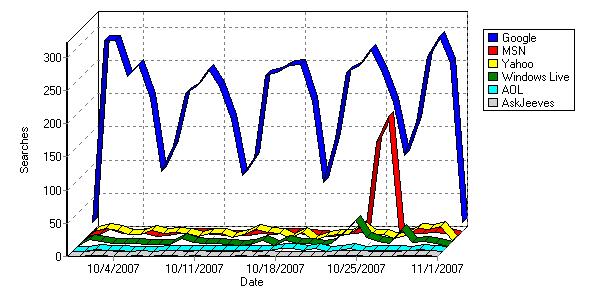 Google
MSN
Yahoo
Windows Live
AOL
AskJeeves
Searches
300
250
200
150
100
50
0
10/4/2007 10/11/2007 10/18/2007 10/25/2007 11/1/2007
Date